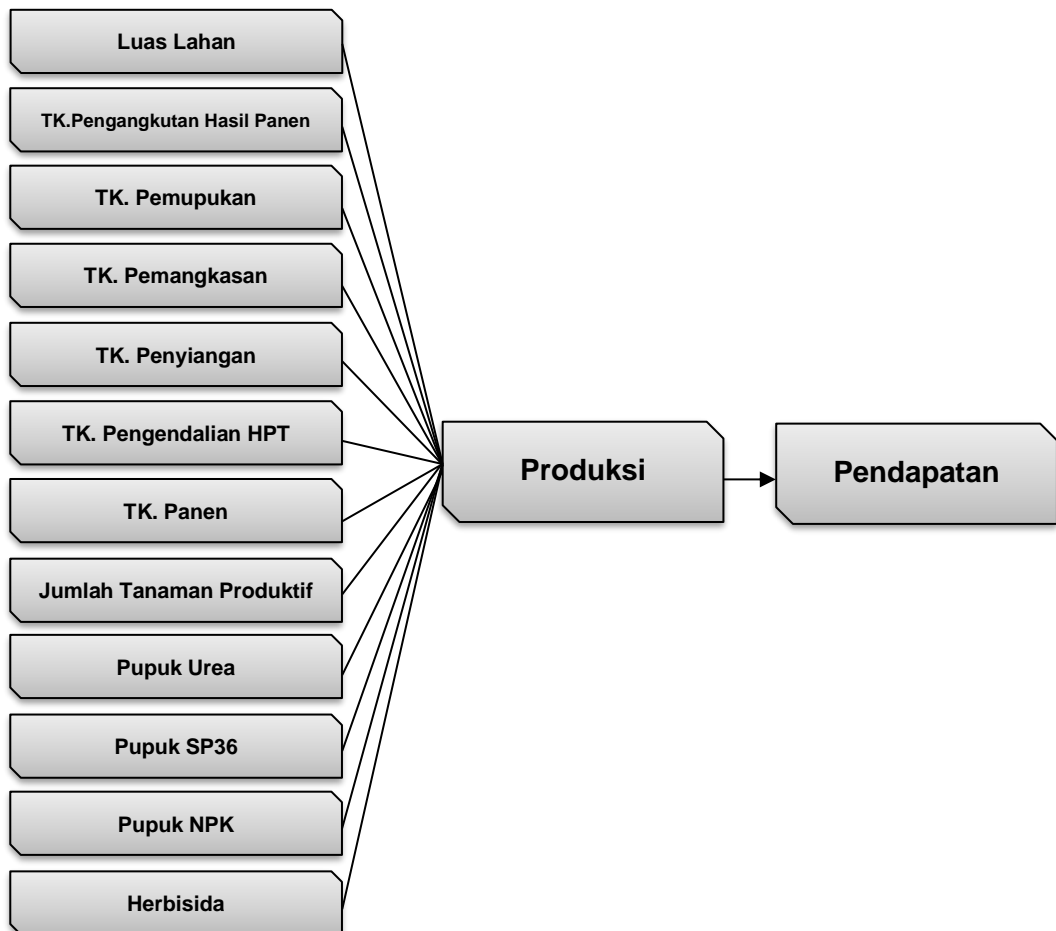 Luas Lahan
TK.Pengangkutan Hasil Panen
TK. Pemupukan
TK. Pemangkasan
TK. Penyiangan
TK. Pengendalian HPT
TK. Panen
Jumlah Tanaman Produktif
Pupuk Urea
Pupuk SP36
Pupuk NPK
Herbisida
Produksi
Pendapatan